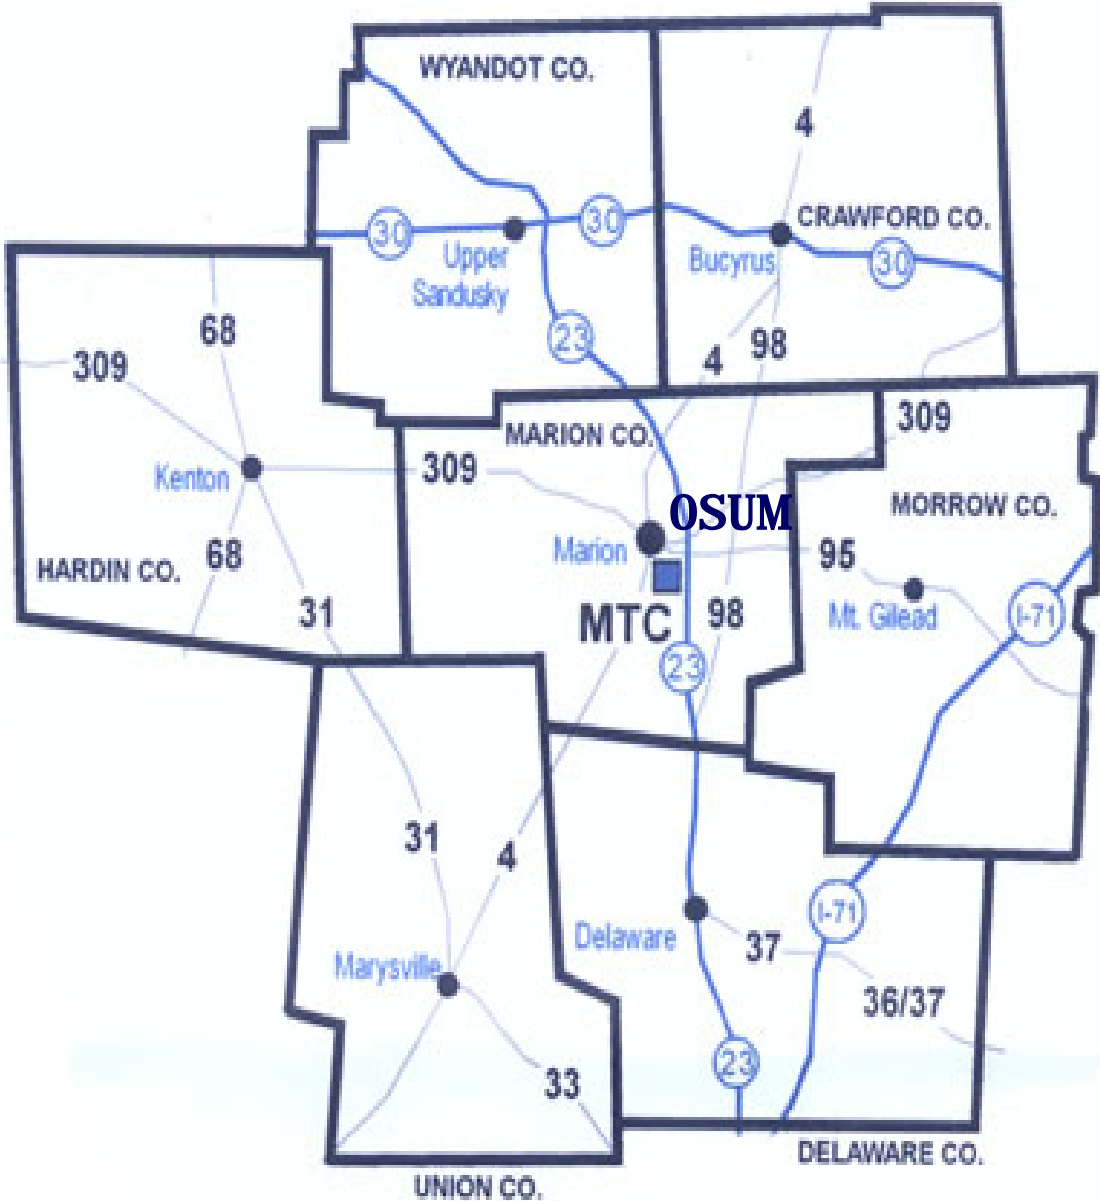 WYANDOT CO.
4
CRAWFORD CO.
30
30
30
Upper
Sandusky
Bucyrus
68
309
23
4
98
309
MARION CO.
309
Kenton
OSUM
MORROW CO.
Marion
95
68
HARDIN CO.
31
MTC
98
Mt. Gilead
I-71
23
31
4
I-71
Delaware
37
Marysville
36/37
23
33
DELAWARE CO.
UNION CO.